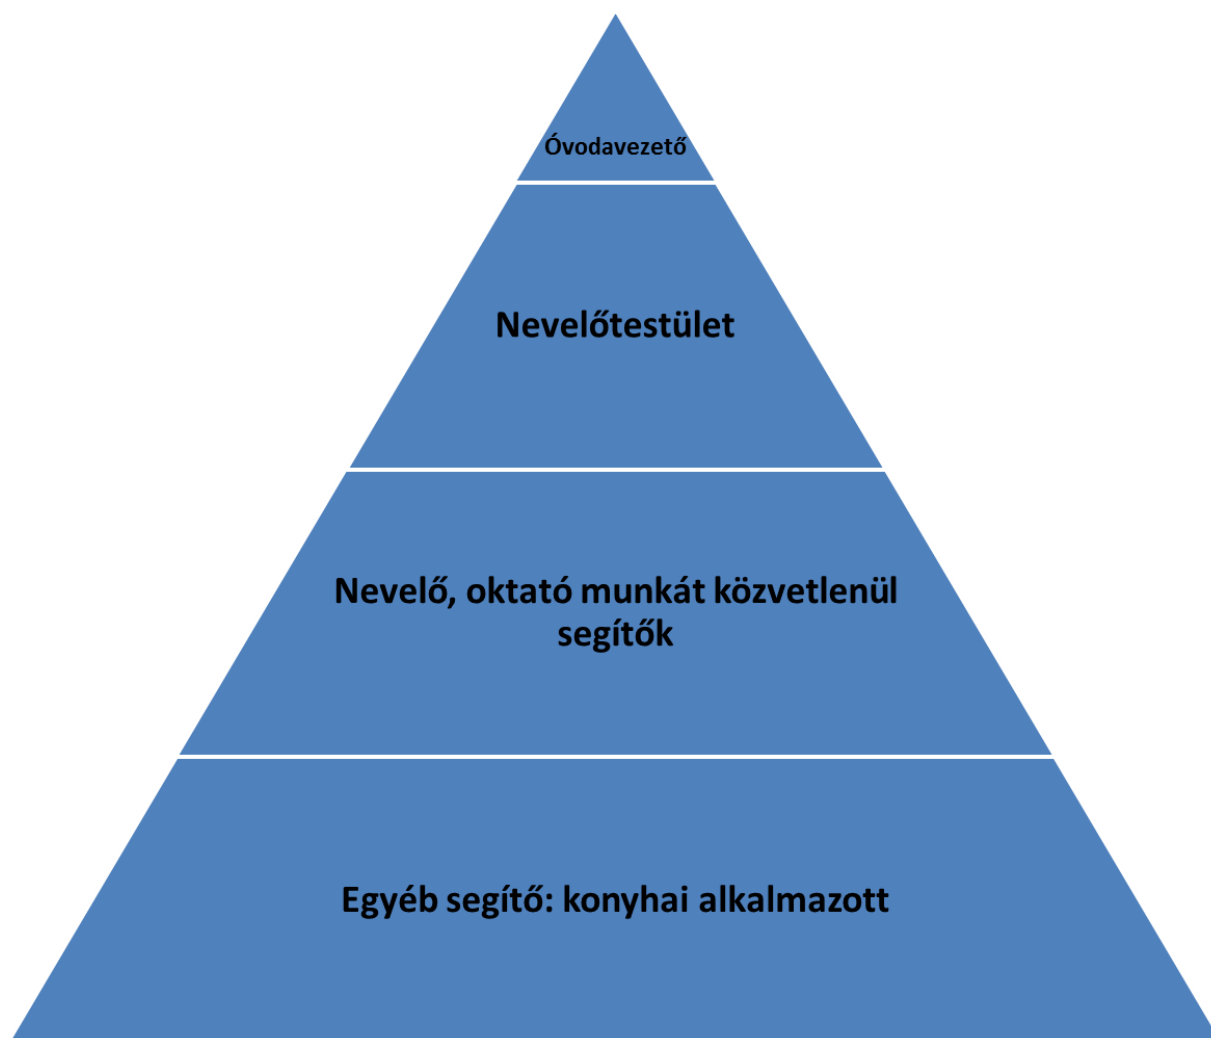 Óvodavezető
Nevelőtestület
Nevelő, oktató munkát közvetlenül
segítők
Egyéb segítő: konyhai alkalmazott